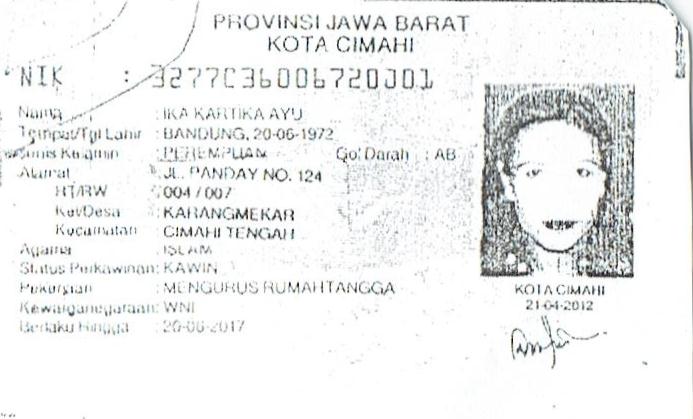 PROVINSI JAWA BARAT
KOTA CIMAHI
NIK : 3277036006720001
Nama : IKA KARTIKA AYU
Tempat/Tgl Lahir : BANDUNG, 20-06-1972
Jenis Kelamin : PEREMPUAN Gol Darah : AB
Alamat : JL. PANDAY NO. 124
RT/RW : 004 / 007
Kel/Desa : KARANGMEKAR
Kecamatan : CIMAHI TENGAH
Agama : ISLAM
Status Perkawinan: KAWIN
Pekerjaan : MENGURUS RUMAHTANGGA
Kewarganegaraan: WNI
Berlaku Hingga : 20-06-2017
KOTA CIMAHI
21-04-2012